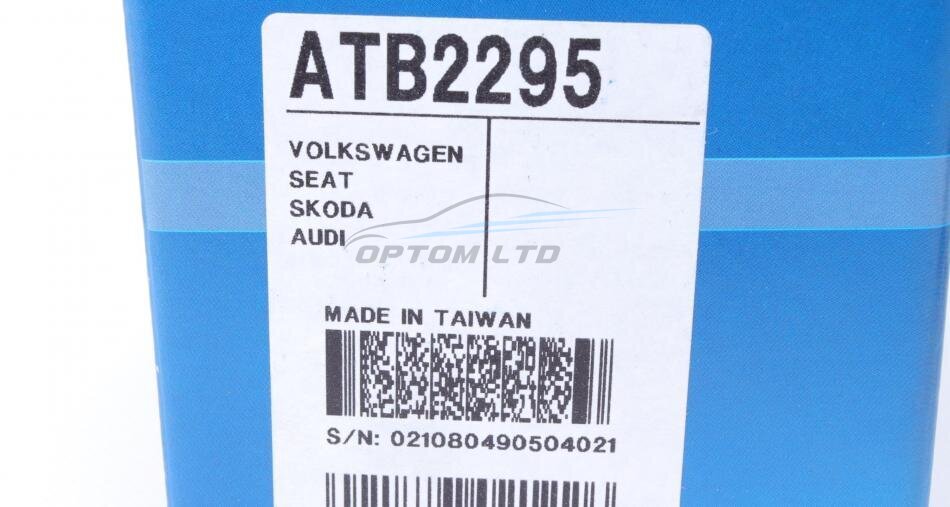 ATB2295
VOLKSWAGEN
SEAT
SKODA
AUDI
OPTOM LTD
MADE IN TAIWAN
S/N: 021080490504021